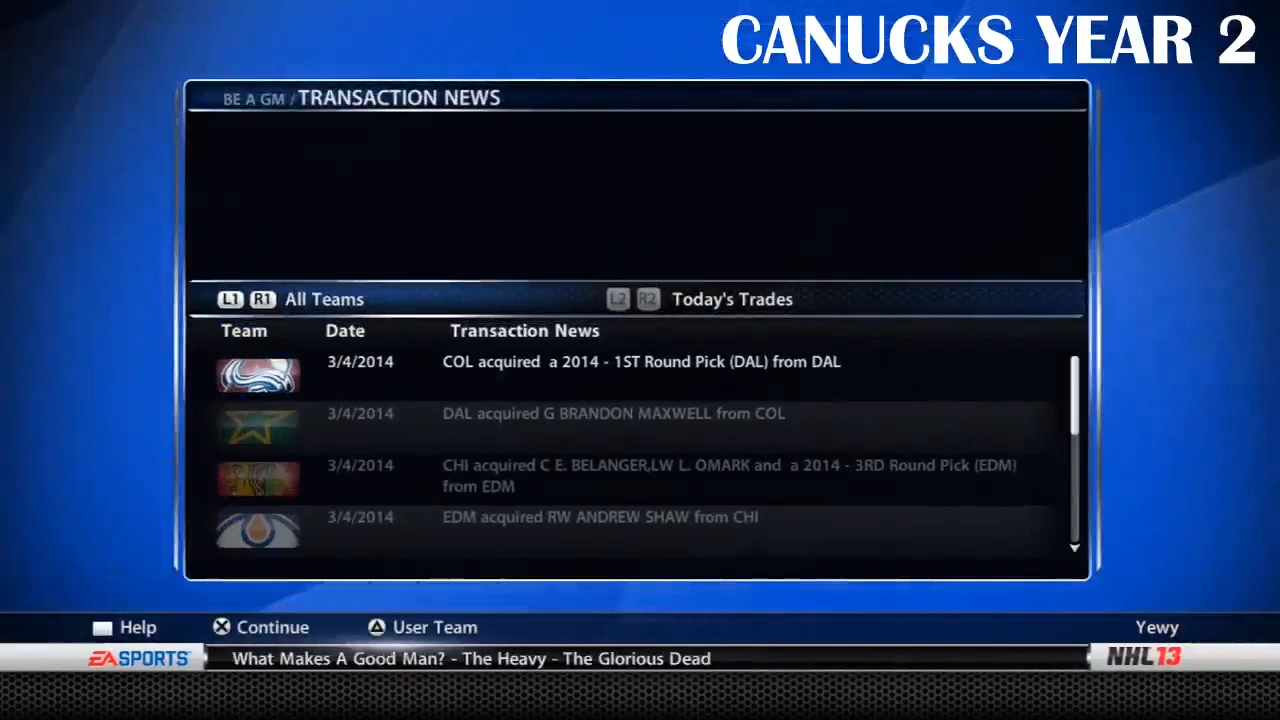 CANUCKS YEAR 2
BE A GM / TRANSACTION NEWS
L1 R1 All Teams L2 R2 Today's Trades
Team Date Transaction News
3/4/2014 COL acquired a 2014 - 1ST Round Pick (DAL) from DAL
3/4/2014 DAL acquired G BRANDON MAXWELL from COL
3/4/2014 CHI acquired C E. BELANGER,LW L. OMARK and a 2014 - 3RD Round Pick (EDM)
from EDM
3/4/2014 EDM acquired RW ANDREW SHAW from CHI
Help Continue User Team Yewy
EA SPORTS What Makes A Good Man? - The Heavy - The Glorious Dead NHL 13